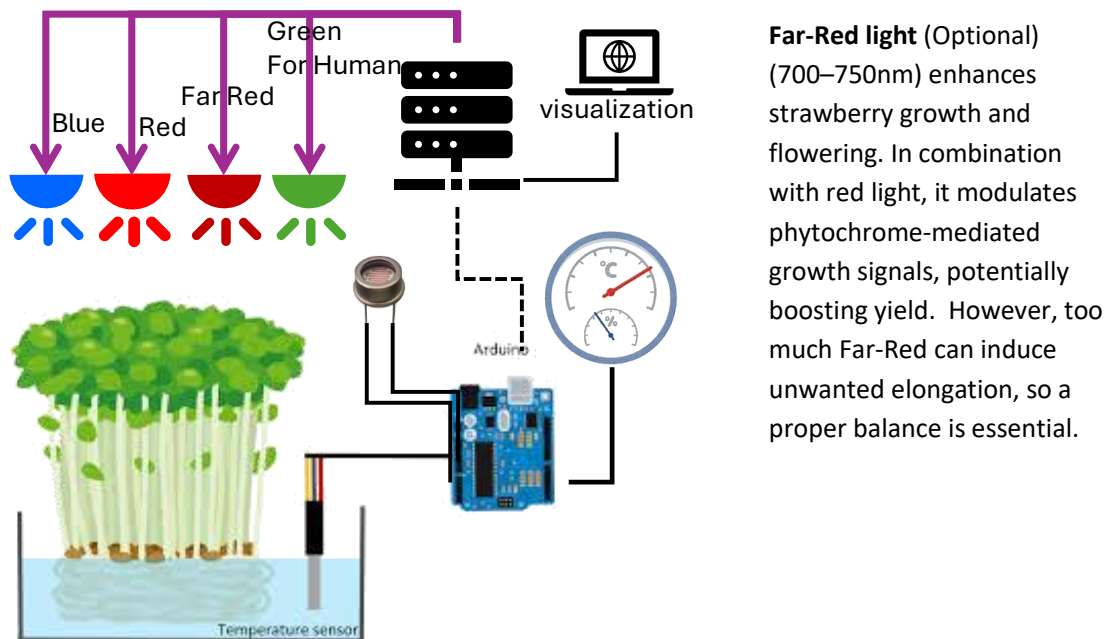 Green
For Human
Far Red
Blue
Red
visualization
°C
%
Arduino
Temperature sensor
Far-Red light (Optional)
(700–750nm) enhances
strawberry growth and
flowering. In combination
with red light, it modulates
phytochrome-mediated
growth signals, potentially
boosting yield.  However, too
much Far-Red can induce
unwanted elongation, so a
proper balance is essential.